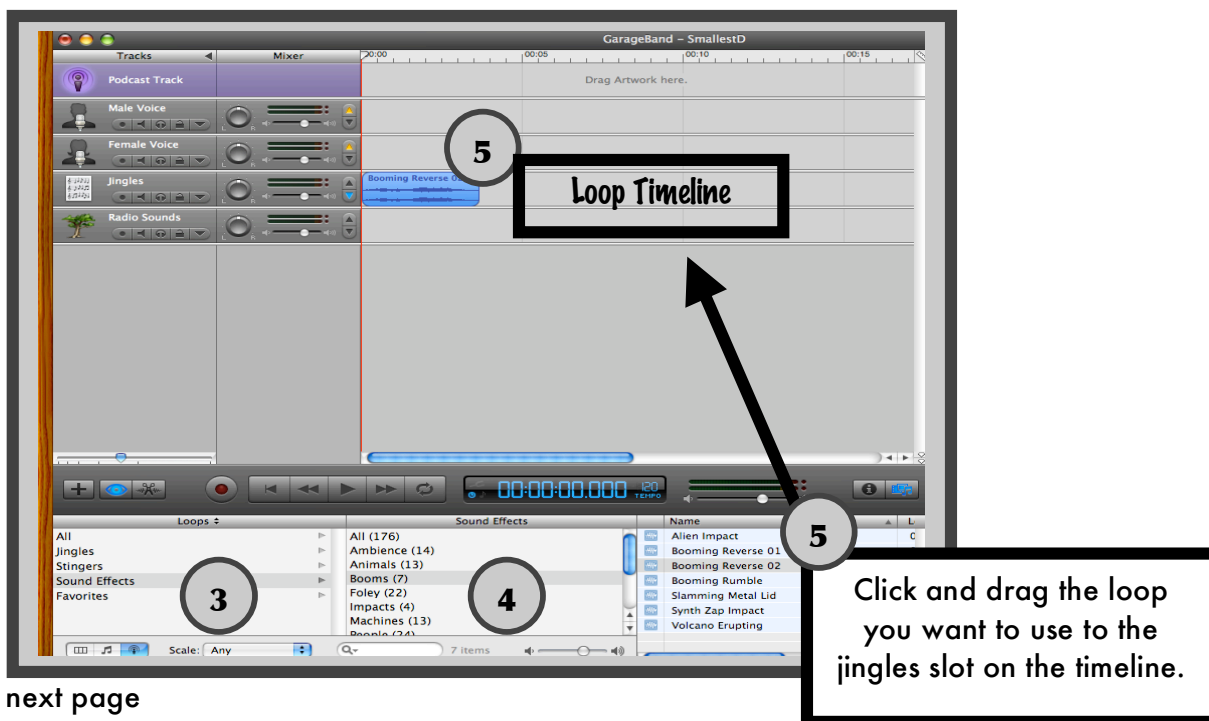 GarageBand – SmallestD
Tracks
Mixer
00:00
00:05
00:10
00:15
Podcast Track
Drag Artwork here.
Male Voice
L R
Female Voice
L R
5
Jingles
L R
Booming Reverse 0
Loop Timeline
Radio Sounds
L R
00:00:00.000
120
TEMPO
Loops
Sound Effects
Name
L
All
Jingles
Stingers
Sound Effects
Favorites
3
All (176)
Ambience (14)
Animals (13)
Booms (7)
Foley (22)
Impacts (4)
Machines (13)
People (24)
4
Alien Impact
Booming Reverse 01
Booming Reverse 02
Booming Rumble
Slamming Metal Lid
Synth Zap Impact
Volcano Erupting
5
Scale: Any
7 items
Click and drag the loop
you want to use to the
jingles slot on the timeline.
next page